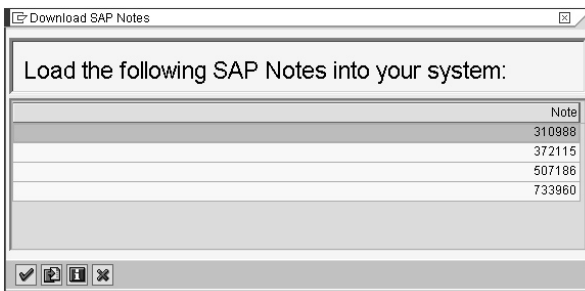 Download SAP Notes
Load the following SAP Notes into your system:
Note
310988
372115
507186
733960